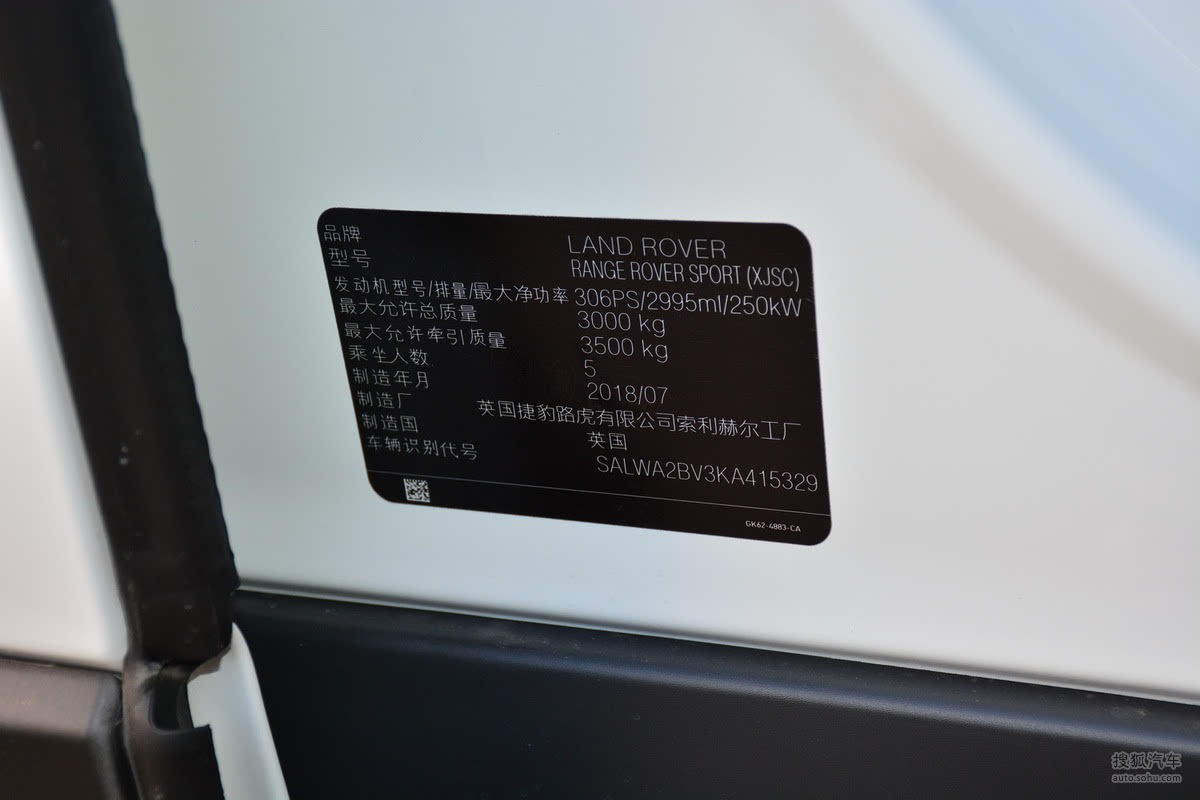 品牌 LAND ROVER
型号 RANGE ROVER SPORT (XJSC)
发动机型号/排量/最大净功率 306PS/2995ml/250kW
最大允许总质量 3000 kg
最大允许牵引质量 3500 kg
乘坐人数 5
制造年月 2018/07
制造厂 英国捷豹路虎有限公司索利赫尔工厂
制造国 英国
车辆识别代号 SALWA2BV3KA415329
GK62-4883-CA
搜狐汽车
auto.sohu.com